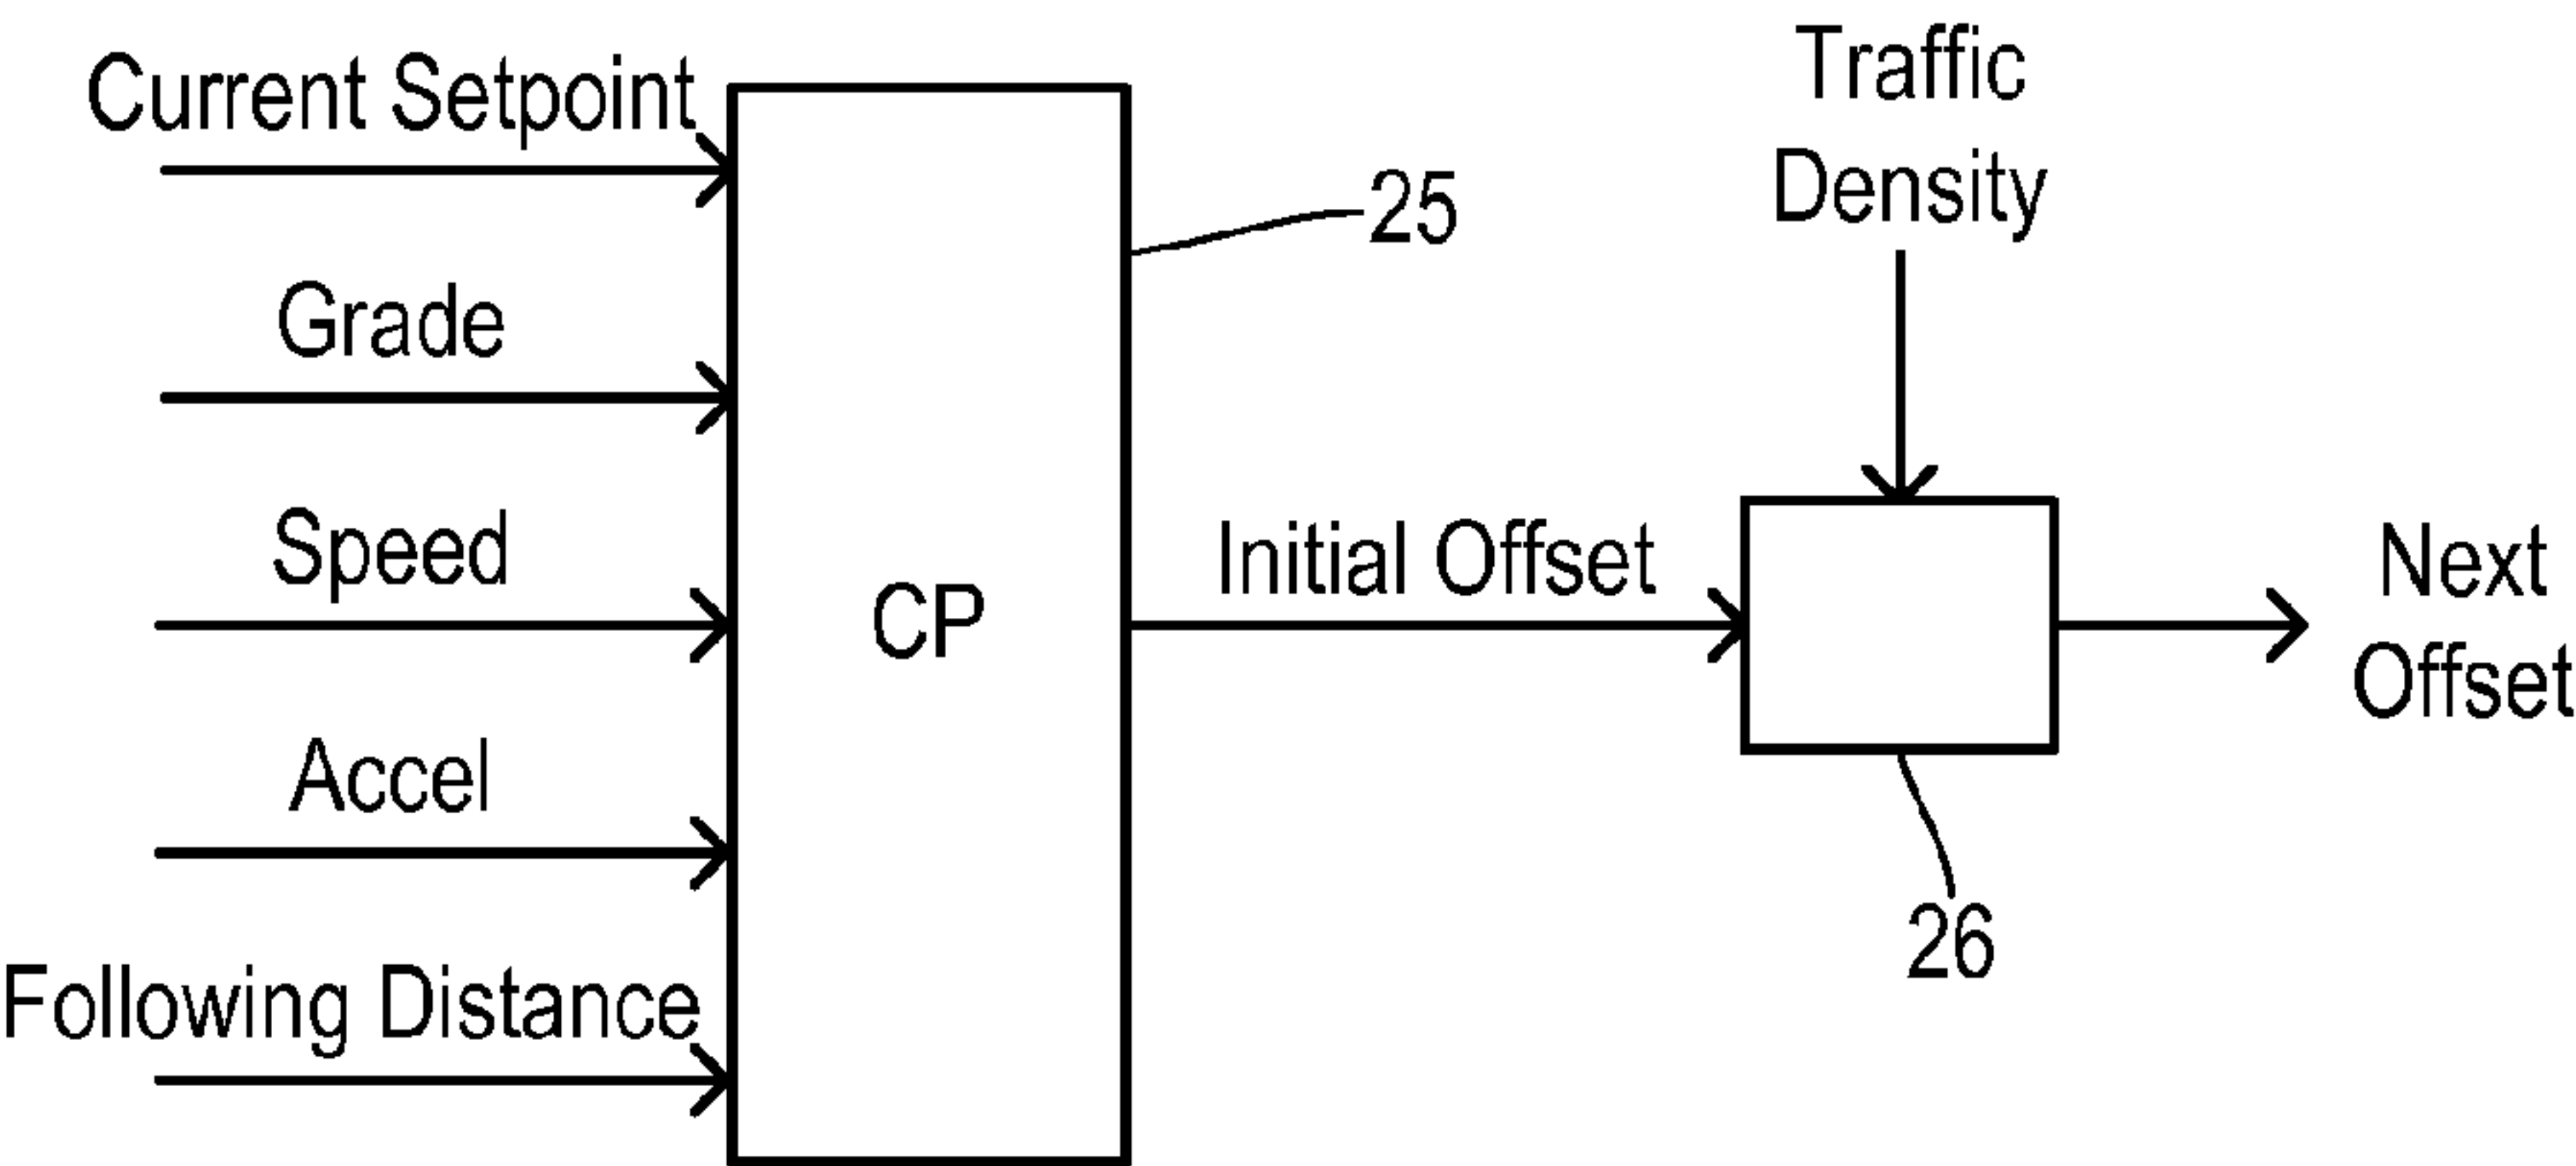 Current Setpoint
Grade
Speed
Accel
Following Distance
CP
25
Initial Offset
Traffic
Density
26
Next
Offset